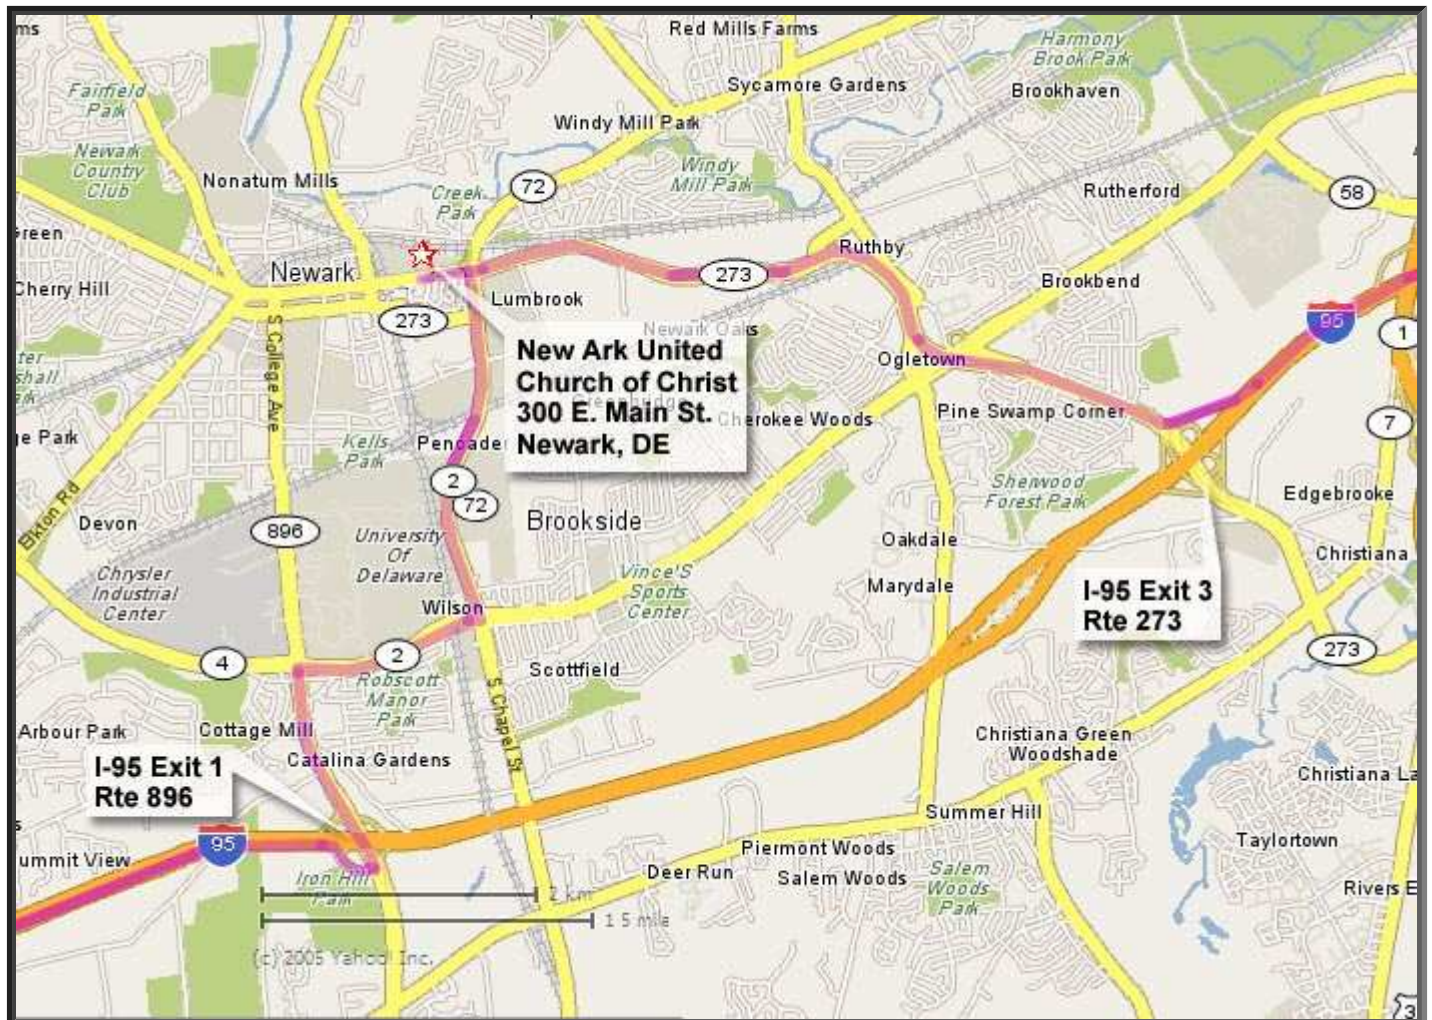 ms
Red Mills Farms
Harmony
Brook Park
Fairfield
Park
Sycamore Gardens
Brookhaven
Windy Mill Park
Newark
Country
Club
Nonatum Mills
Creek
Park
72
Windy
Mill Park
Rutherford
58
Green
Ruthby
Newark
273
Cherry Hill
Lumbrook
Brookbend
95
273
Newark Oaks
1
S College Ave
New Ark United
Church of Christ
300 E. Main St.
Newark, DE
Ogletown
Pine Swamp Corner
Cherokee Woods
7
ge Park
Kells
Park
Pencader
2
72
Sherwood
Forest Park
Edgebrooke
Elkton Rd
Devon
896
University
Of
Delaware
Brookside
Oakdale
Christiana
Chrysler
Industrial
Center
Vince'S
Sports
Center
Marydale
I-95 Exit 3
Rte 273
Wilson
4
2
273
Robscott
Manor
Park
Scottfield
S Chapel St
Arbour Park
Cottage Mill
Catalina Gardens
Christiana Green
Woodshade
I-95 Exit 1
Rte 896
Christiana La
Summer Hill
95
ummit View
Piermont Woods
Taylortown
Deer Run
Salem Woods
Salem
Woods
Park
Iron Hill
Park
2 km
Rivers E
1 5 mile
(c) 2005 Yahoo! Inc.